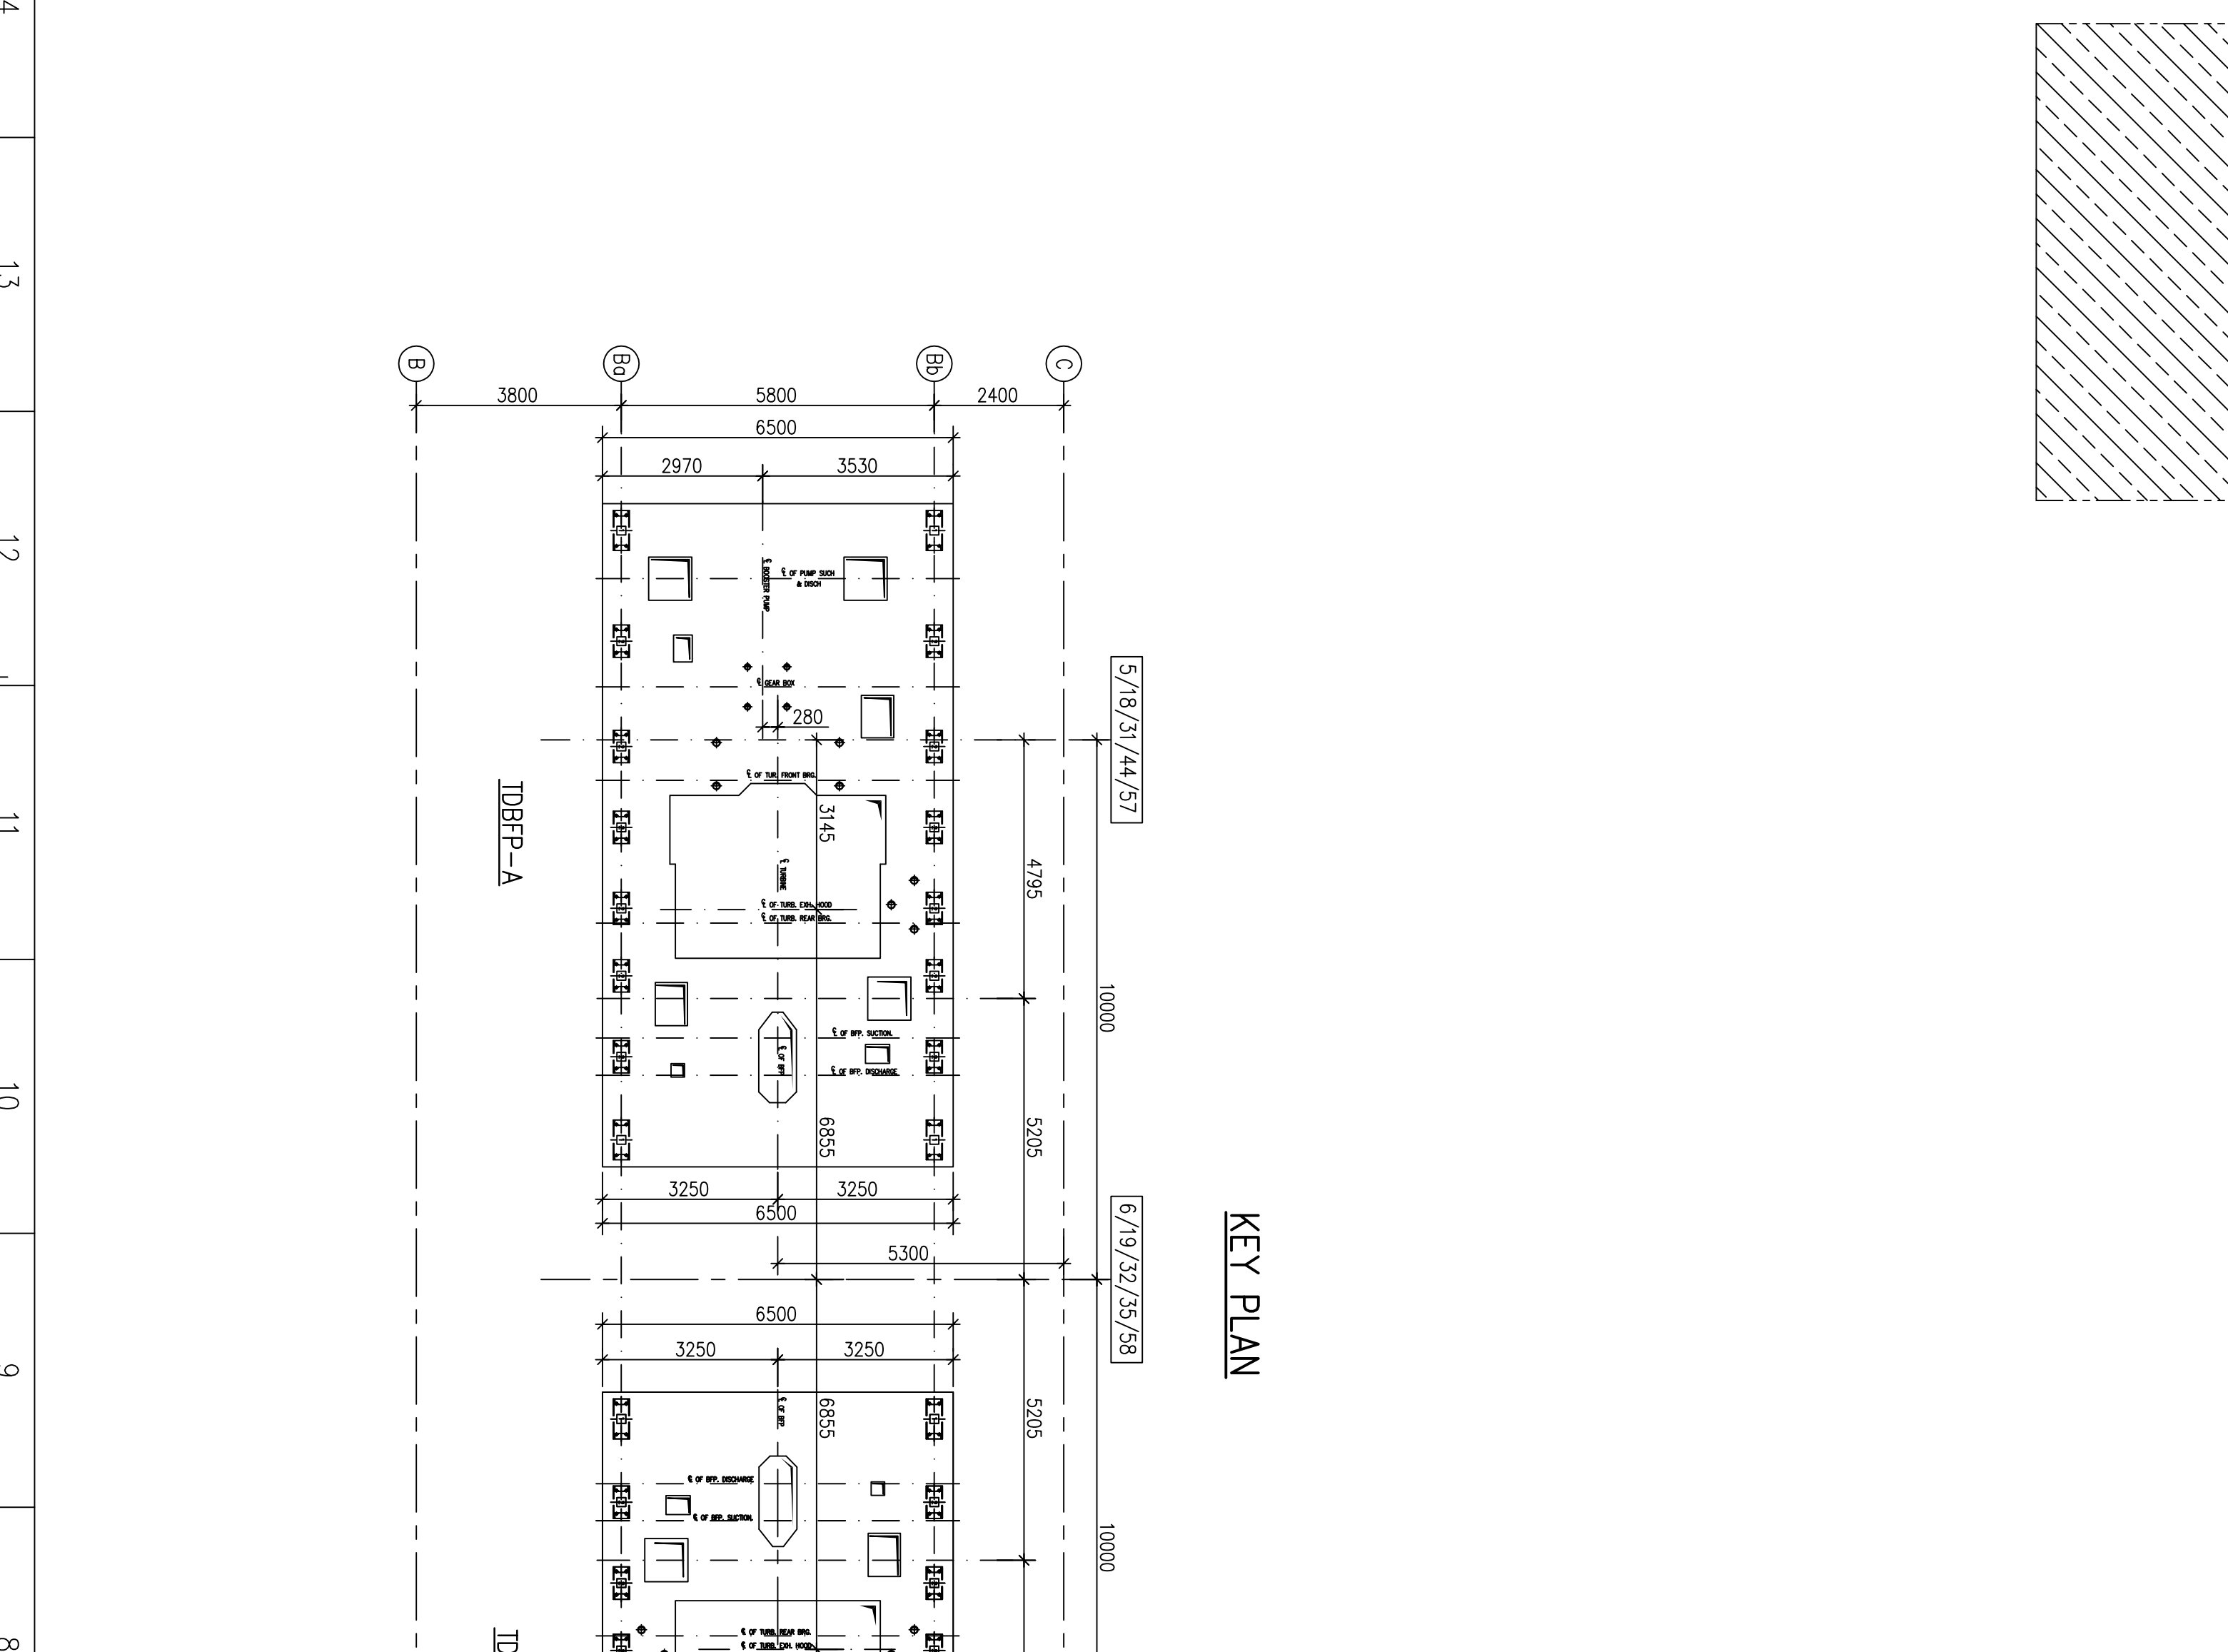 13
12
11
10
9
8
B
Ba
Bb
C
3800
5800
2400
6500
2970
3530
℄ BOOSTER PUMP
℄ OF PUMP SUCH
& DISCH
℄ GEAR BOX
280
5/18/31/44/57
℄ OF TUR. FRONT BRG.
3145
TDBFP-A
4795
℄ TURBINE
℄ OF TURB. EXH. HOOD
℄ OF TURB. REAR BRG.
10000
℄ OF BFP. SUCTION.
℄ OF BFP
℄ OF BFP. DISCHARGE
6855
5205
3250
3250
6500
5300
6/19/32/35/58
KEY PLAN
6500
3250
3250
℄ OF BFP
6855
5205
℄ OF BFP. DISCHARGE
℄ OF BFP. SUCTION.
10000
℄ OF TURB. REAR BRG.
℄ OF TURB. EXH. HOOD